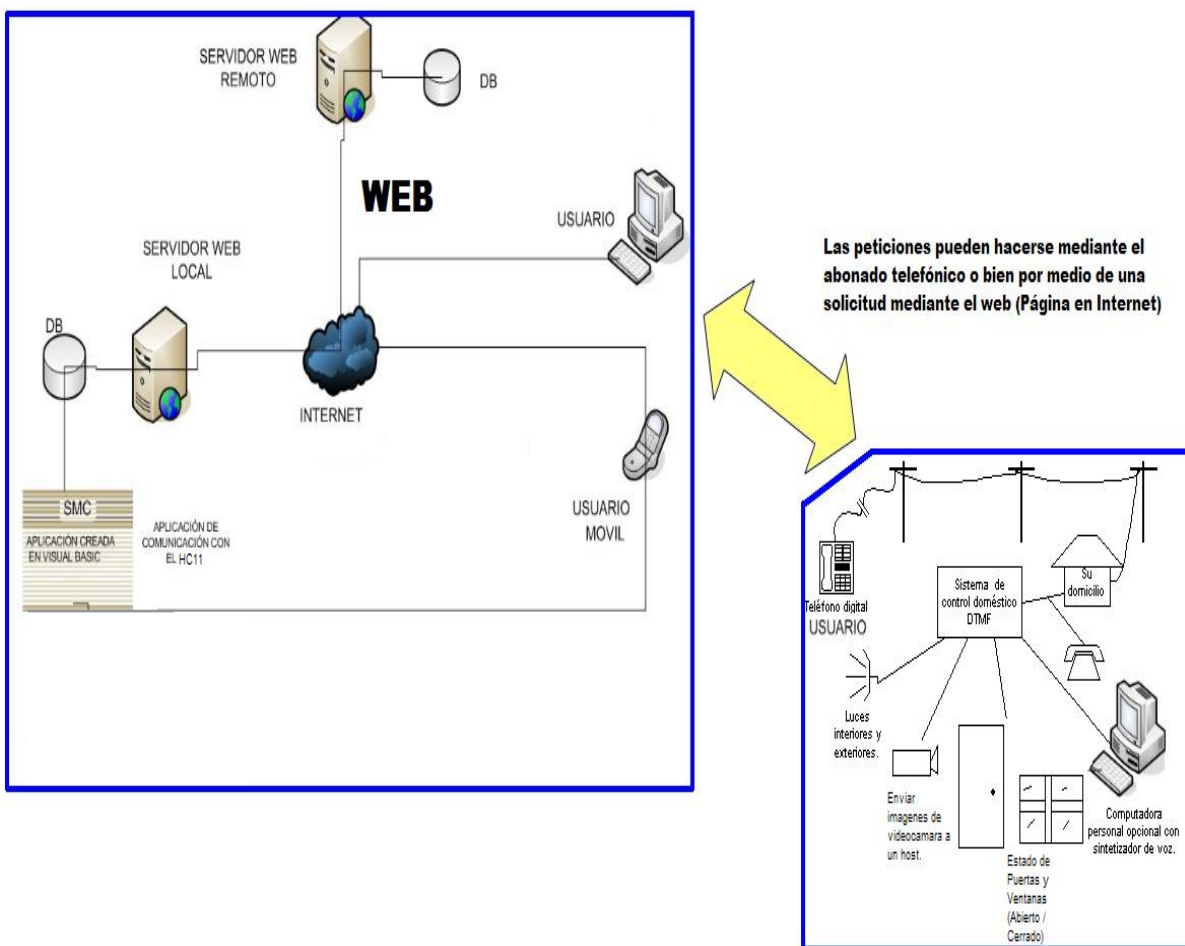 SERVIDOR WEB
REMOTO
DB
WEB
USUARIO
SERVIDOR WEB
LOCAL
DB
INTERNET
SMC
APLICACIÓN CREADA
EN VISUAL BASIC
APLICACIÓN DE
COMUNICACIÓN CON
EL HC11
USUARIO
MOVIL
Las peticiones pueden hacerse mediante el
abonado telefónico o bien por medio de una
solicitud mediante el web (Página en Internet)
Teléfono digital
USUARIO
Sistema de
control doméstico
DTMF
Su
domicilio
Luces
interiores y
exteriores.
Enviar
imagenes de
videocamara a
un host.
Estado de
Puertas y
Ventanas
(Abierto /
Cerrado)
Computadora
personal opcional con
sintetizador de voz.